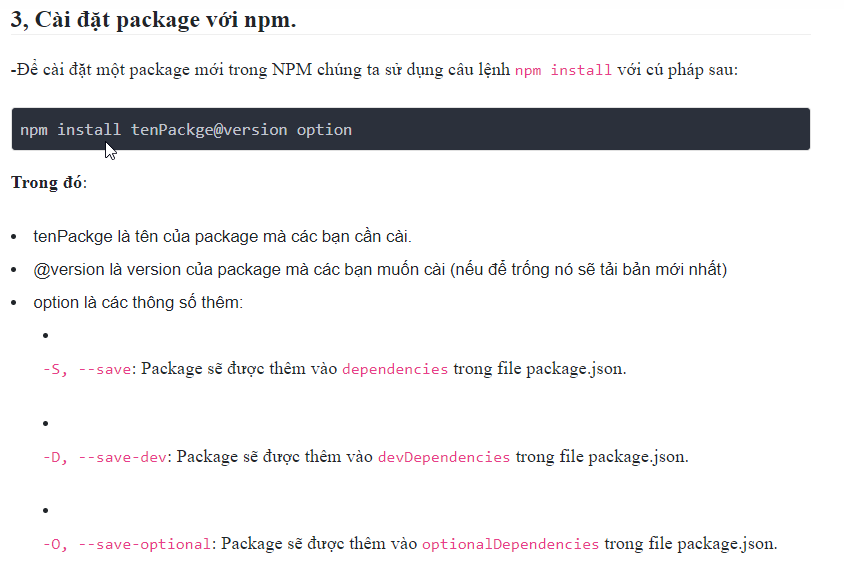 3, Cài đặt package với npm.
-Để cài đặt một package mới trong NPM chúng ta sử dụng câu lệnh npm install với cú pháp sau:
npm install tenPackge@version option
Trong đó:
• tenPackge là tên của package mà các bạn cần cài.
• @version là version của package mà các bạn muốn cài (nếu để trống nó sẽ tải bản mới nhất)
• option là các thông số thêm:
•
-S, --save: Package sẽ được thêm vào dependencies trong file package.json.
•
-D, --save-dev: Package sẽ được thêm vào devDependencies trong file package.json.
•
-O, --save-optional: Package sẽ được thêm vào optionalDependencies trong file package.json.